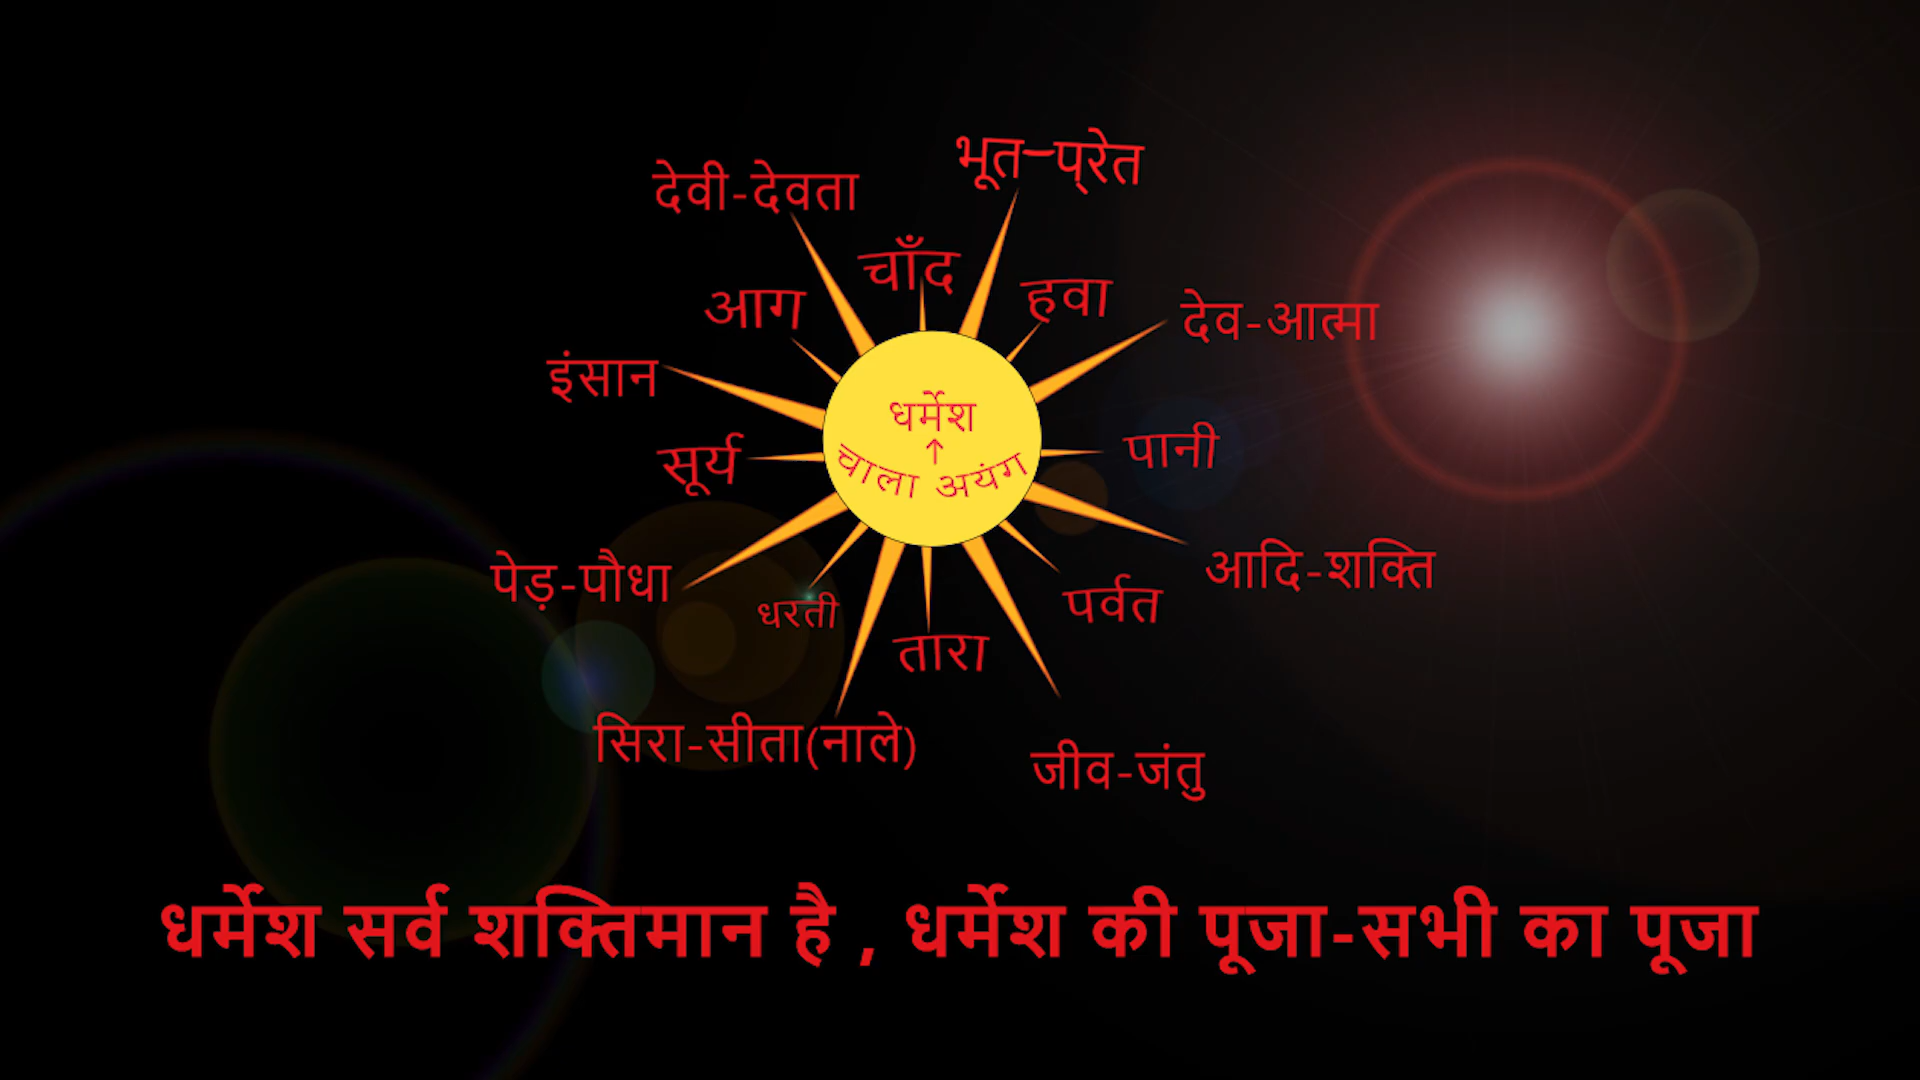 भूत-प्रेत
देवी-देवता
चाँद
हवा
आग
देव-आत्मा
इंसान
धर्मेश
↑
चाला अयंग
सूर्य
पानी
पेड़-पौधा
आदि-शक्ति
धरती
पर्वत
तारा
सिरा-सीता(नाले)
जीव-जंतु
धर्मेश सर्व शक्तिमान है , धर्मेश की पूजा-सभी का पूजा